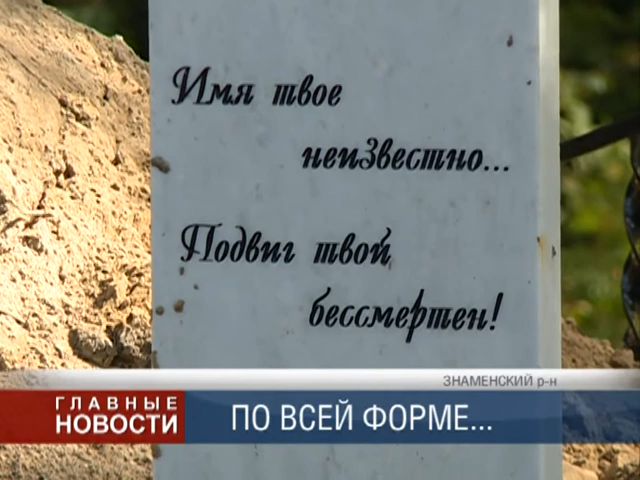 Имя твое
неизвестно...
Подвиг твой
бессмертен!
ЗНАМЕНСКИЙ р-н
ГЛАВНЫЕ
НОВОСТИ
ПО ВСЕЙ ФОРМЕ...